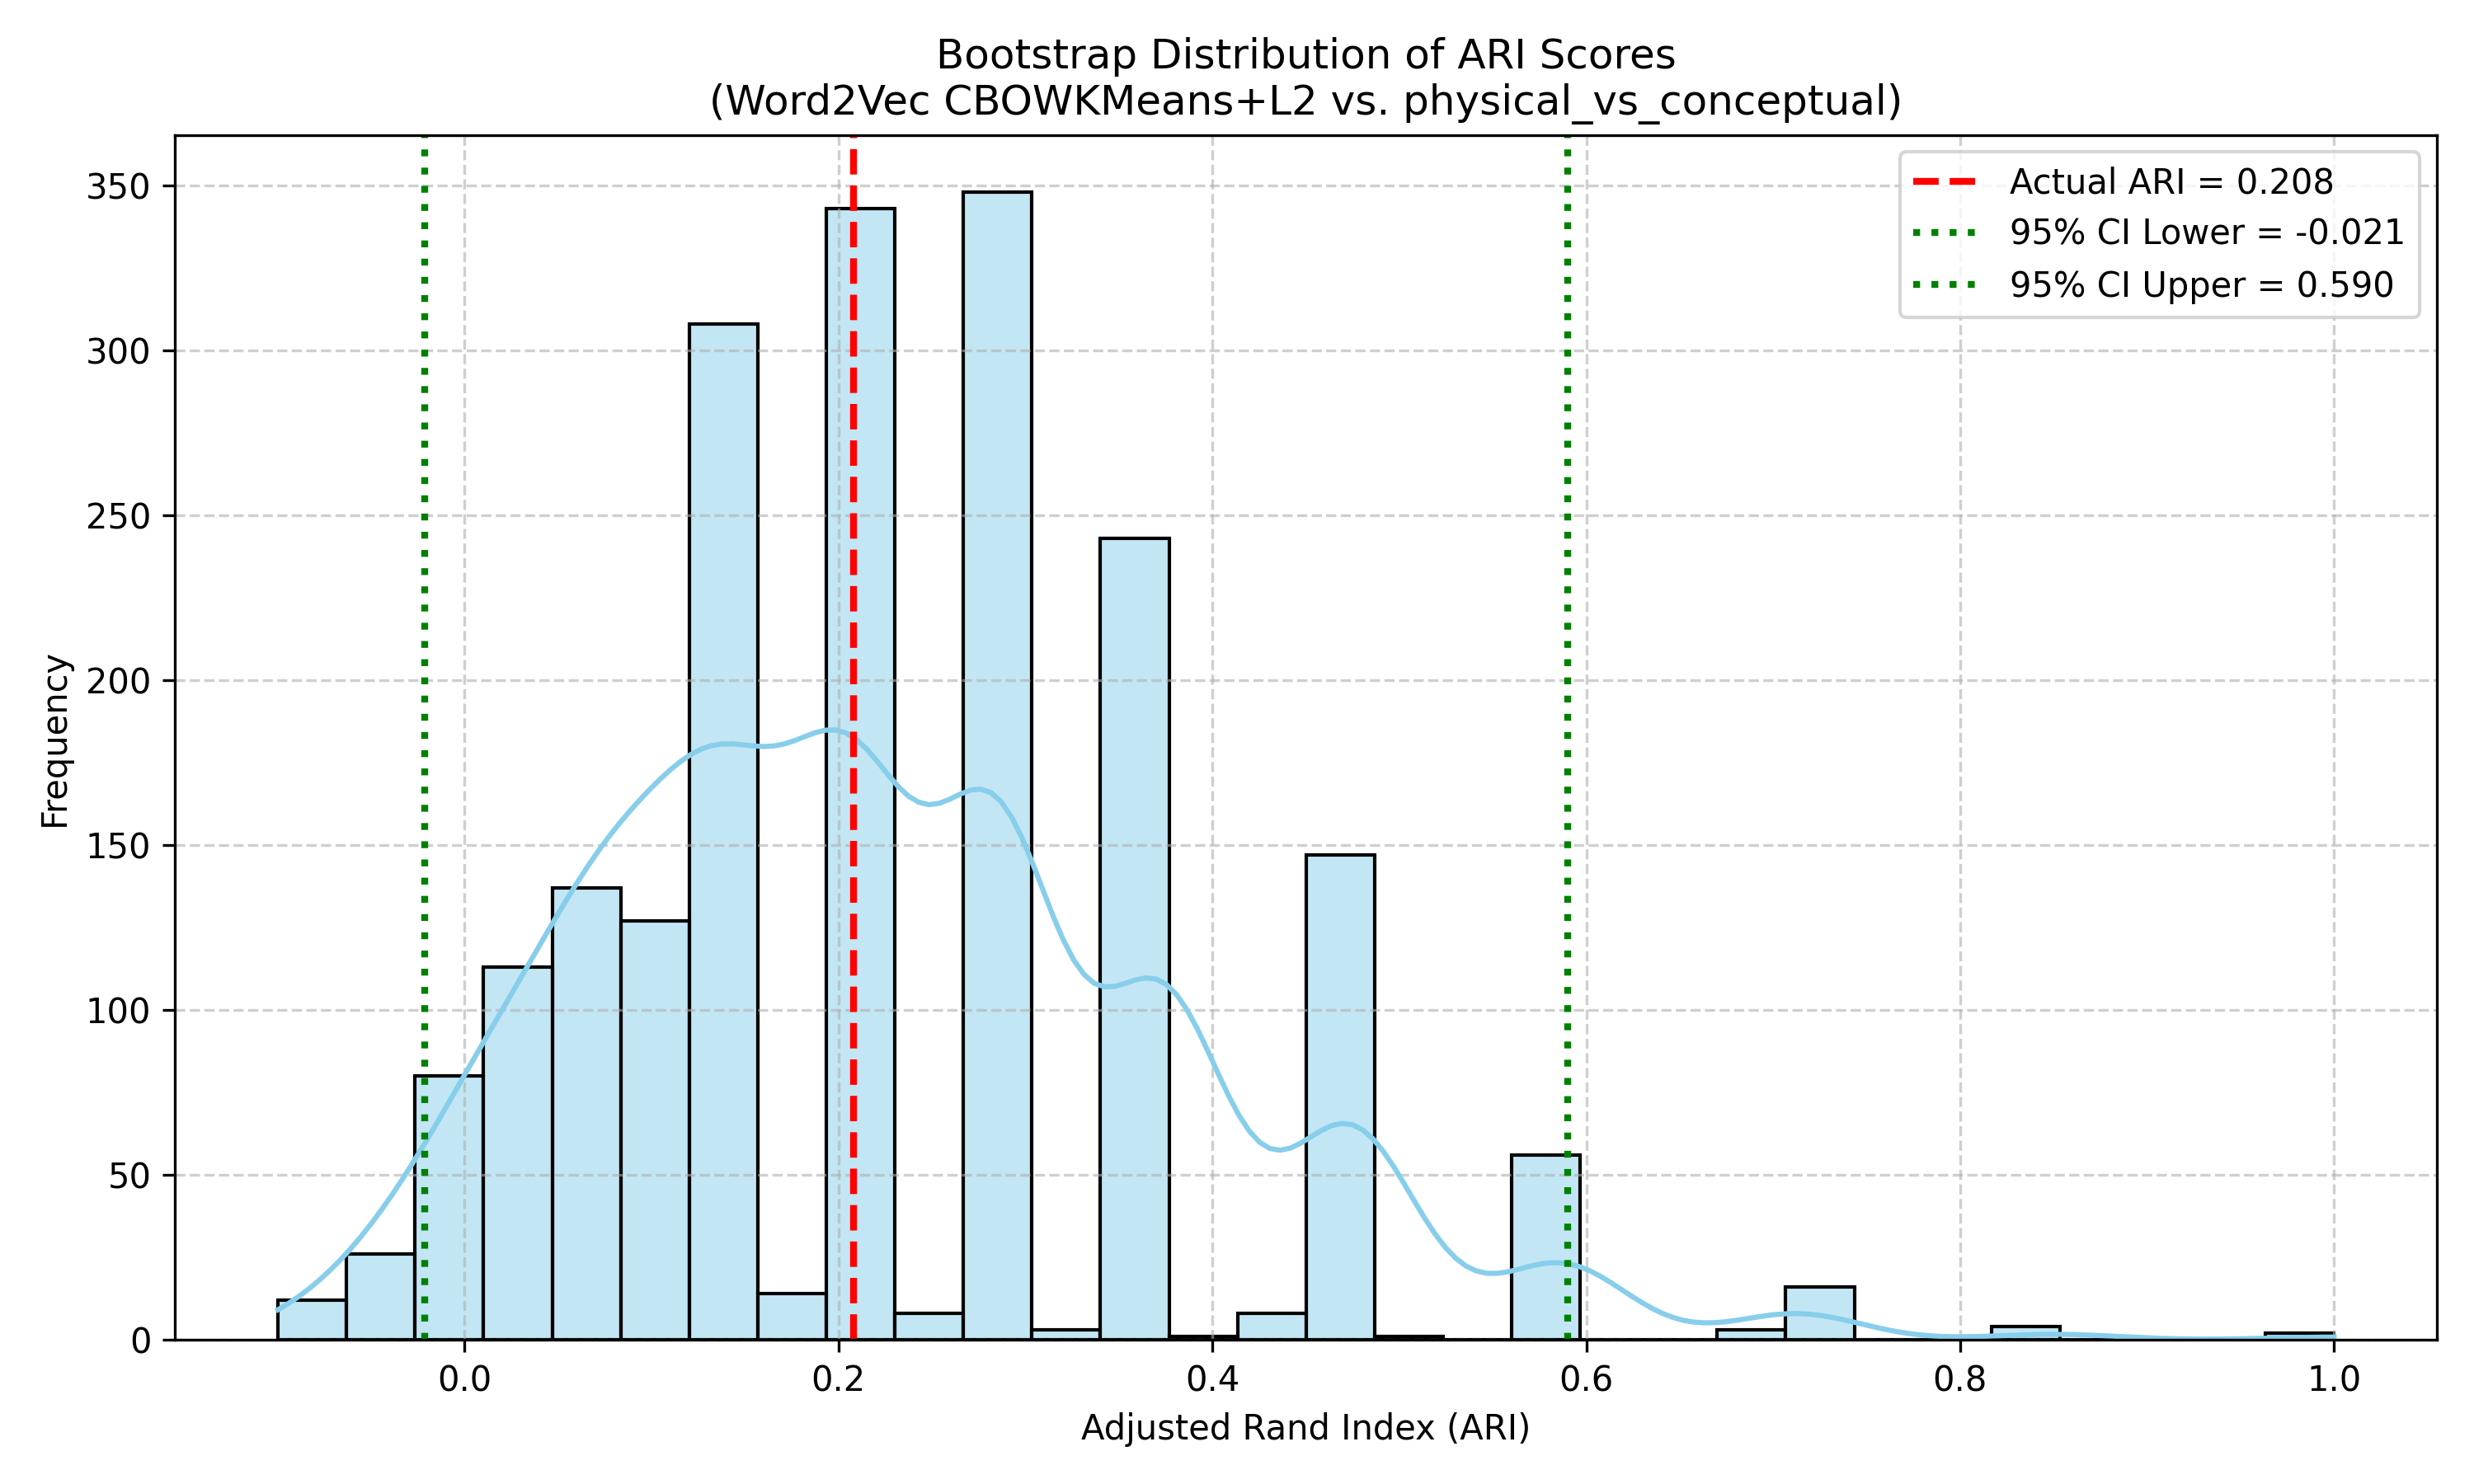 Bootstrap Distribution of ARI Scores
(Word2Vec CBOWKMeans+L2 vs. physical_vs_conceptual)
Actual ARI = 0.208
95% CI Lower = -0.021
95% CI Upper = 0.590
Frequency
350
300
250
200
150
100
50
0
0.0 0.2 0.4 0.6 0.8 1.0
Adjusted Rand Index (ARI)